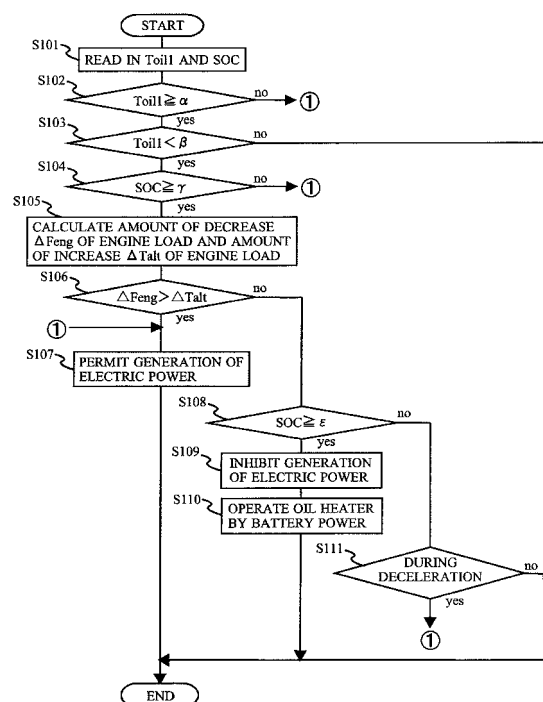 START
S101
READ IN Toil1 AND SOC
S102
Toil1≧α
no
①
yes
S103
Toil1<β
no
yes
S104
SOC≧γ
no
①
yes
S105
CALCULATE AMOUNT OF DECREASE
ΔFeng OF ENGINE LOAD AND AMOUNT
OF INCREASE ΔTalt OF ENGINE LOAD
S106
△Feng>△Talt
no
yes
①
S107
PERMIT GENERATION OF
ELECTRIC POWER
S108
SOC≧ε
no
yes
S109
INHIBIT GENERATION
OF ELECTRIC POWER
S110
OPERATE OIL HEATER
BY BATTERY POWER
S111
DURING
DECELERATION
no
yes
①
END